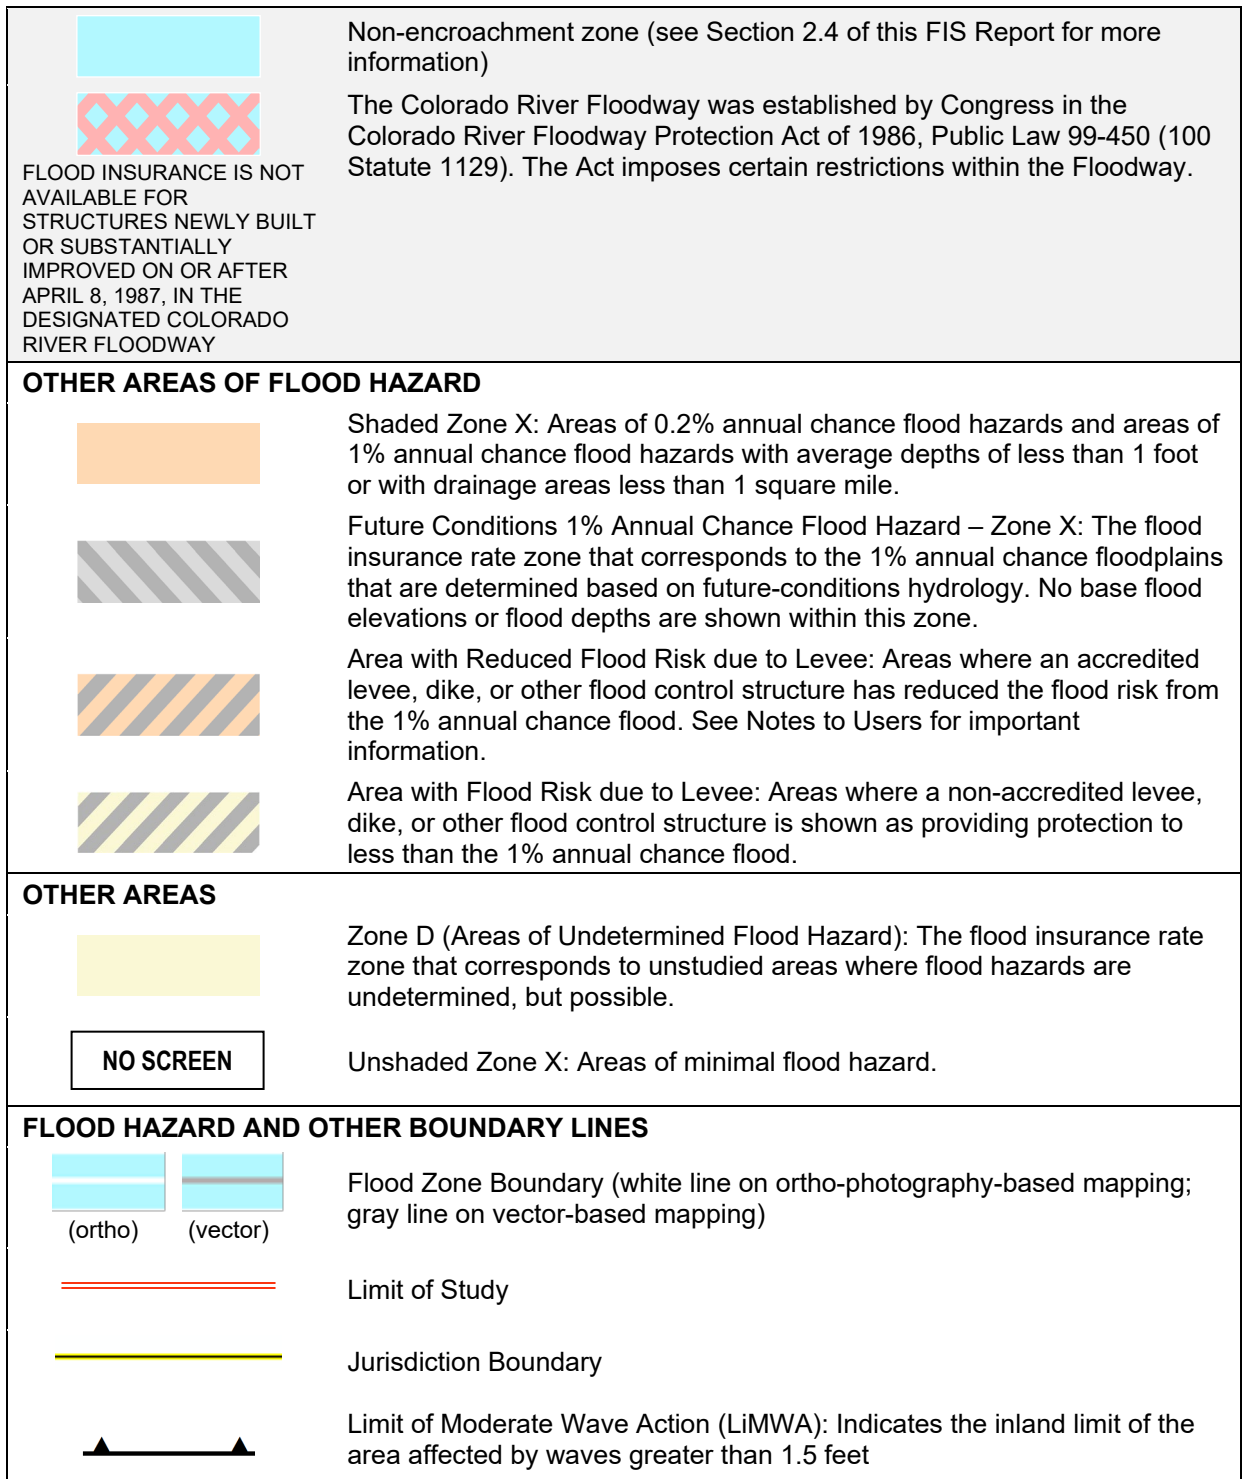 Non-encroachment zone (see Section 2.4 of this FIS Report for more
information)
The Colorado River Floodway was established by Congress in the
Colorado River Floodway Protection Act of 1986, Public Law 99-450 (100
Statute 1129). The Act imposes certain restrictions within the Floodway.
FLOOD INSURANCE IS NOT
AVAILABLE FOR
STRUCTURES NEWLY BUILT
OR SUBSTANTIALLY
IMPROVED ON OR AFTER
APRIL 8, 1987, IN THE
DESIGNATED COLORADO
RIVER FLOODWAY
OTHER AREAS OF FLOOD HAZARD
Shaded Zone X: Areas of 0.2% annual chance flood hazards and areas of
1% annual chance flood hazards with average depths of less than 1 foot
or with drainage areas less than 1 square mile.
Future Conditions 1% Annual Chance Flood Hazard – Zone X: The flood
insurance rate zone that corresponds to the 1% annual chance floodplains
that are determined based on future-conditions hydrology. No base flood
elevations or flood depths are shown within this zone.
Area with Reduced Flood Risk due to Levee: Areas where an accredited
levee, dike, or other flood control structure has reduced the flood risk from
the 1% annual chance flood. See Notes to Users for important
information.
Area with Flood Risk due to Levee: Areas where a non-accredited levee,
dike, or other flood control structure is shown as providing protection to
less than the 1% annual chance flood.
OTHER AREAS
Zone D (Areas of Undetermined Flood Hazard): The flood insurance rate
zone that corresponds to unstudied areas where flood hazards are
undetermined, but possible.
NO SCREEN
Unshaded Zone X: Areas of minimal flood hazard.
FLOOD HAZARD AND OTHER BOUNDARY LINES
(ortho) (vector)
Flood Zone Boundary (white line on ortho-photography-based mapping;
gray line on vector-based mapping)
Limit of Study
Jurisdiction Boundary
Limit of Moderate Wave Action (LiMWA): Indicates the inland limit of the
area affected by waves greater than 1.5 feet